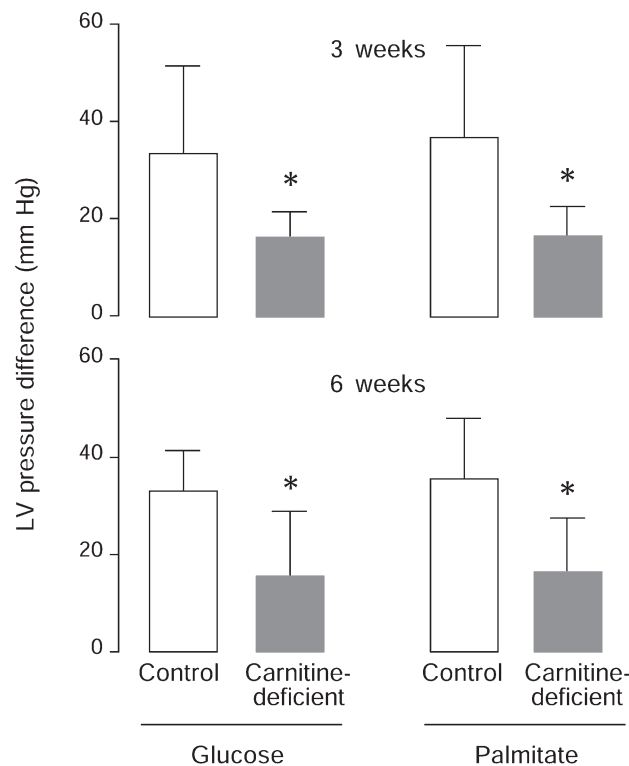 LV pressure difference (mm Hg)
60
3 weeks
40
*
*
20
0
60
6 weeks
40
*
*
20
0
Control
Carnitine-
deficient
Control
Carnitine-
deficient
Glucose
Palmitate